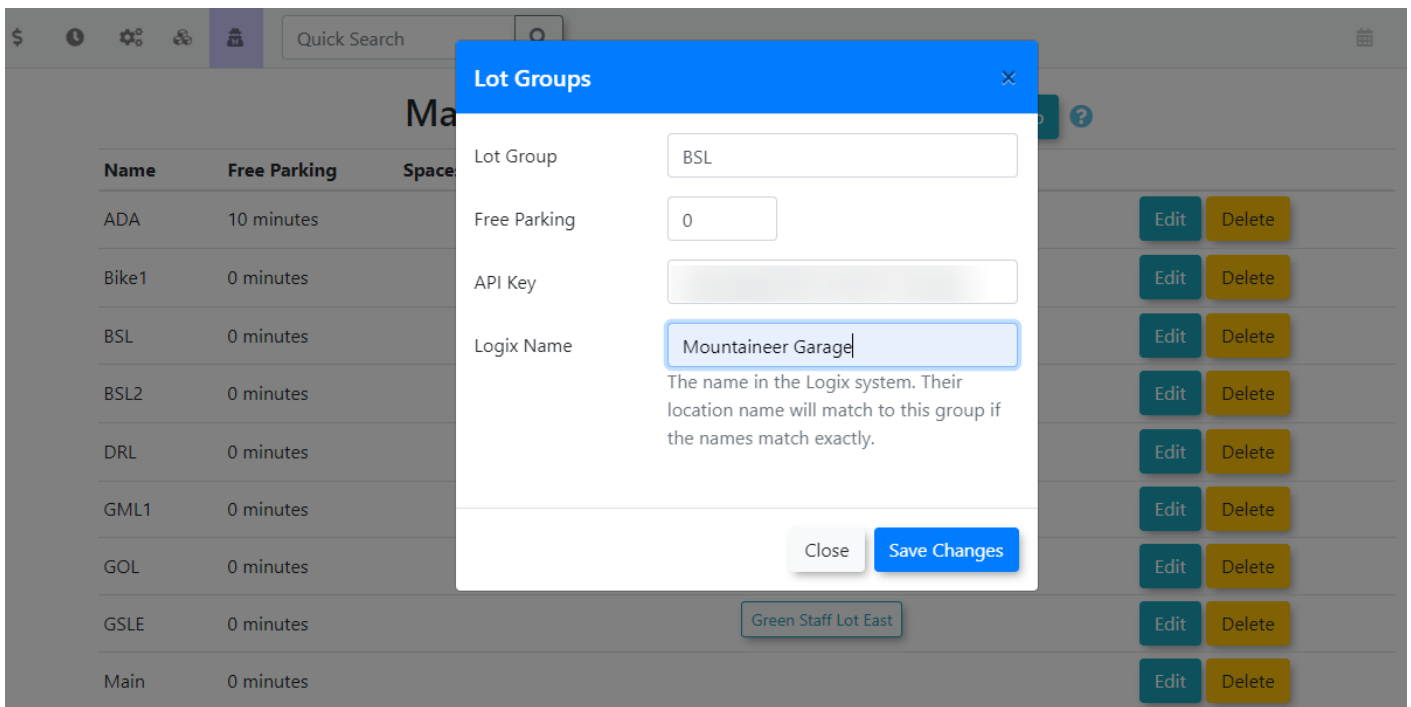 $ Quick Search
Lot Groups ×
Ma ?
Lot Group BSL
Name Free Parking
ADA 10 minutes Edit Delete
Free Parking 0
Bike1 0 minutes Edit Delete
API Key
BSL 0 minutes Edit Delete
Logix Name Mountaineer Garage
The name in the Logix system. Their
location name will match to this group if
the names match exactly.
BSL2 0 minutes Edit Delete
DRL 0 minutes Edit Delete
GML1 0 minutes Edit Delete
Close Save Changes
GOL 0 minutes Edit Delete
GSLE 0 minutes Green Staff Lot East Edit Delete
Main 0 minutes Edit Delete